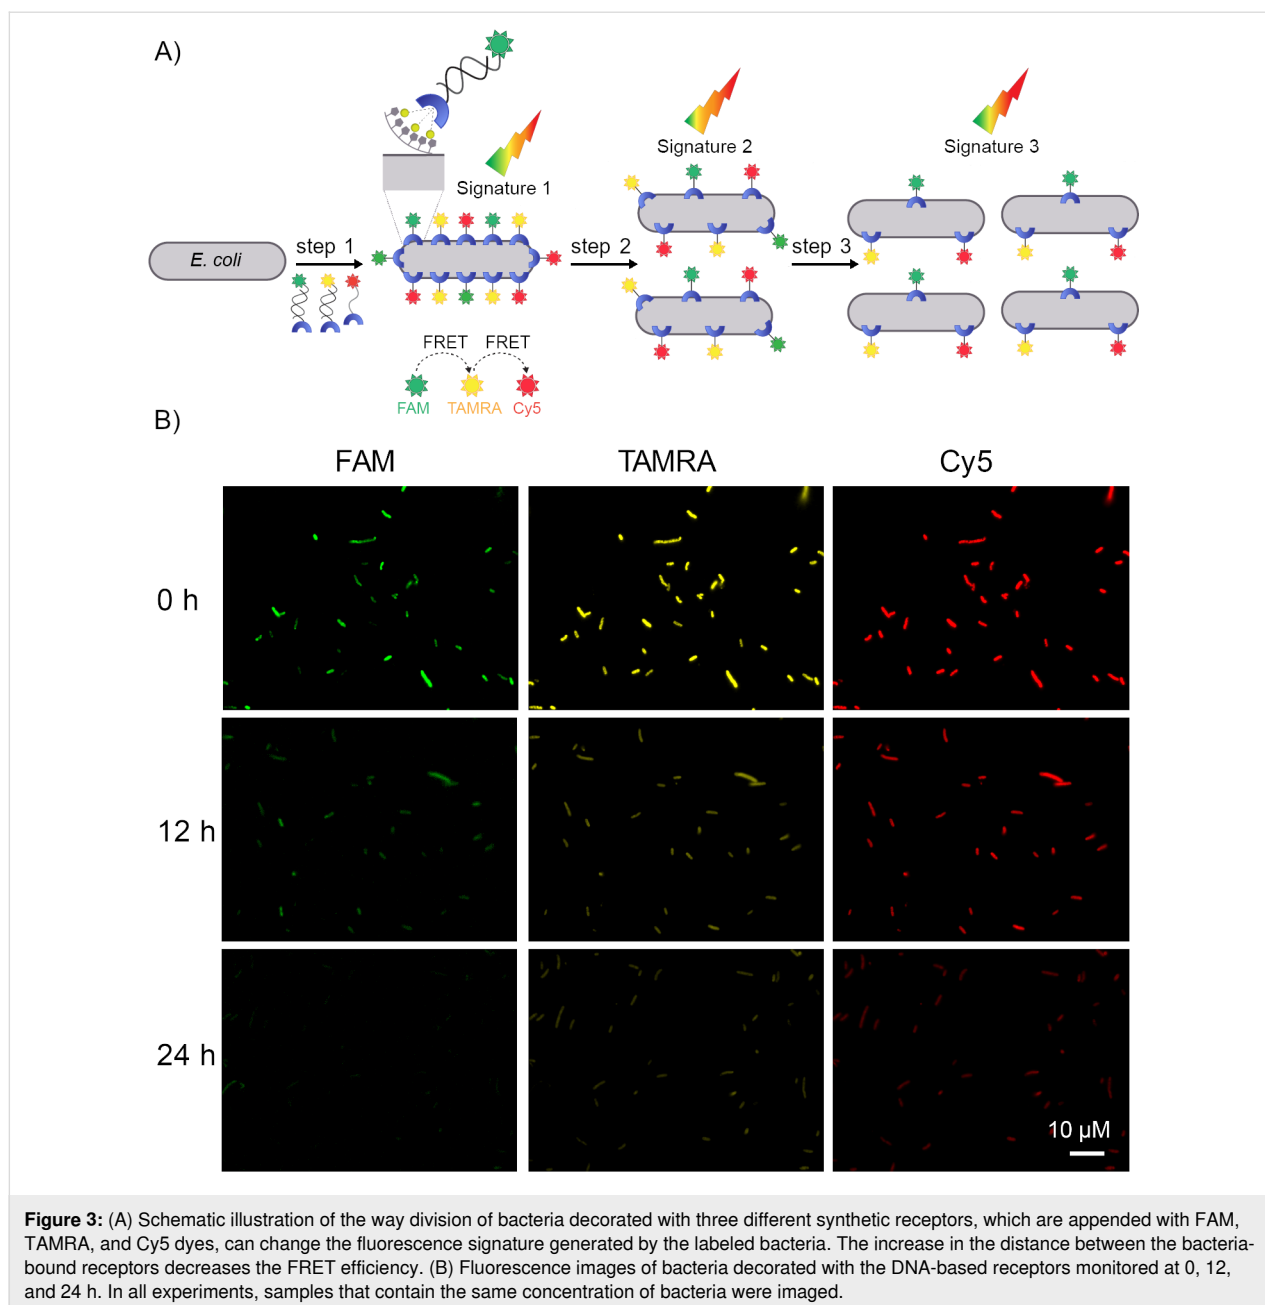 A)
Signature 1
Signature 2
Signature 3
E. coli
step 1
step 2
step 3
FRET FRET
FAM TAMRA Cy5
B)
FAM TAMRA Cy5
0 h
12 h
24 h
10 µM
Figure 3: (A) Schematic illustration of the way division of bacteria decorated with three different synthetic receptors, which are appended with FAM,
TAMRA, and Cy5 dyes, can change the fluorescence signature generated by the labeled bacteria. The increase in the distance between the bacteria-
bound receptors decreases the FRET efficiency. (B) Fluorescence images of bacteria decorated with the DNA-based receptors monitored at 0, 12,
and 24 h. In all experiments, samples that contain the same concentration of bacteria were imaged.